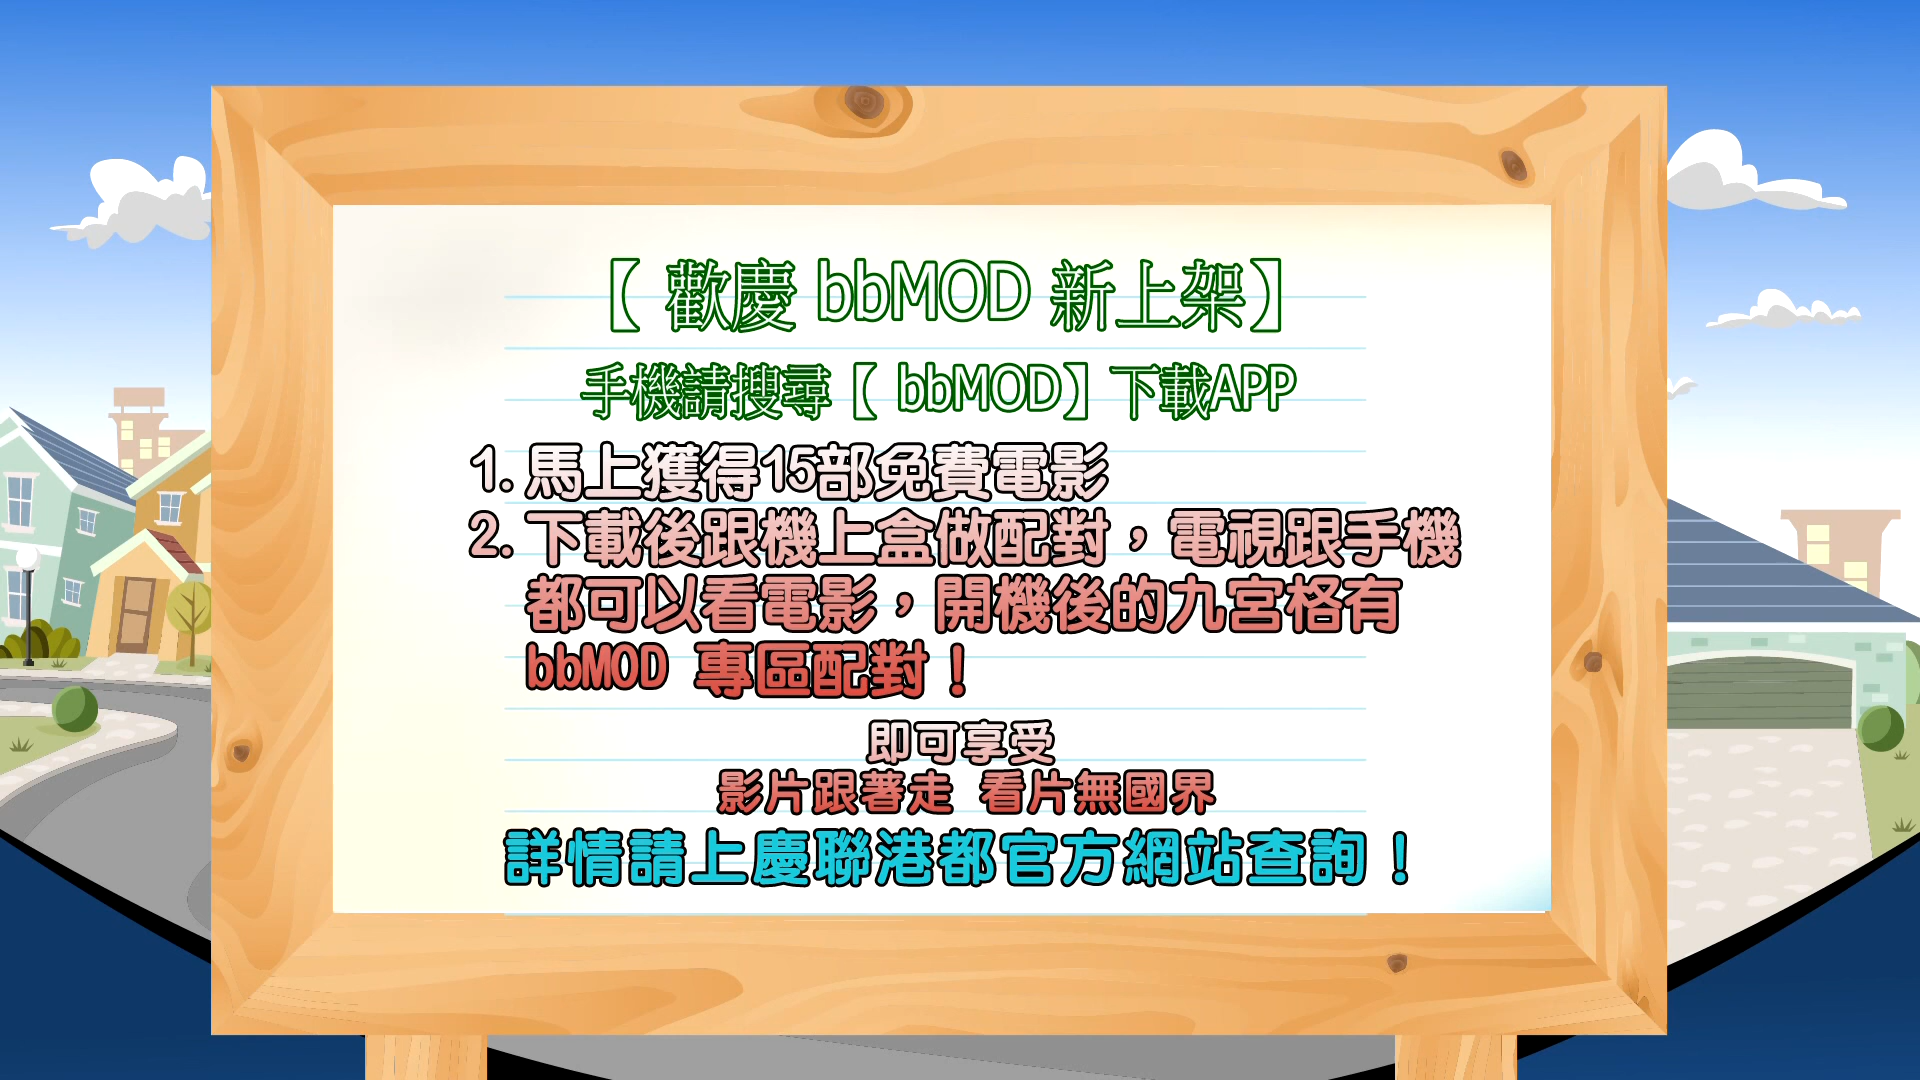 【 歡慶 bbMOD 新上架】
手機請搜尋【 bbMOD】下載APP
1. 馬上獲得15部免費電影
2. 下載後跟機上盒做配對，電視跟手機
都可以看電影，開機後的九宮格有
bbMOD 專區配對！
即可享受
影片跟著走 看片無國界
詳情請上慶聯港都官方網站查詢！